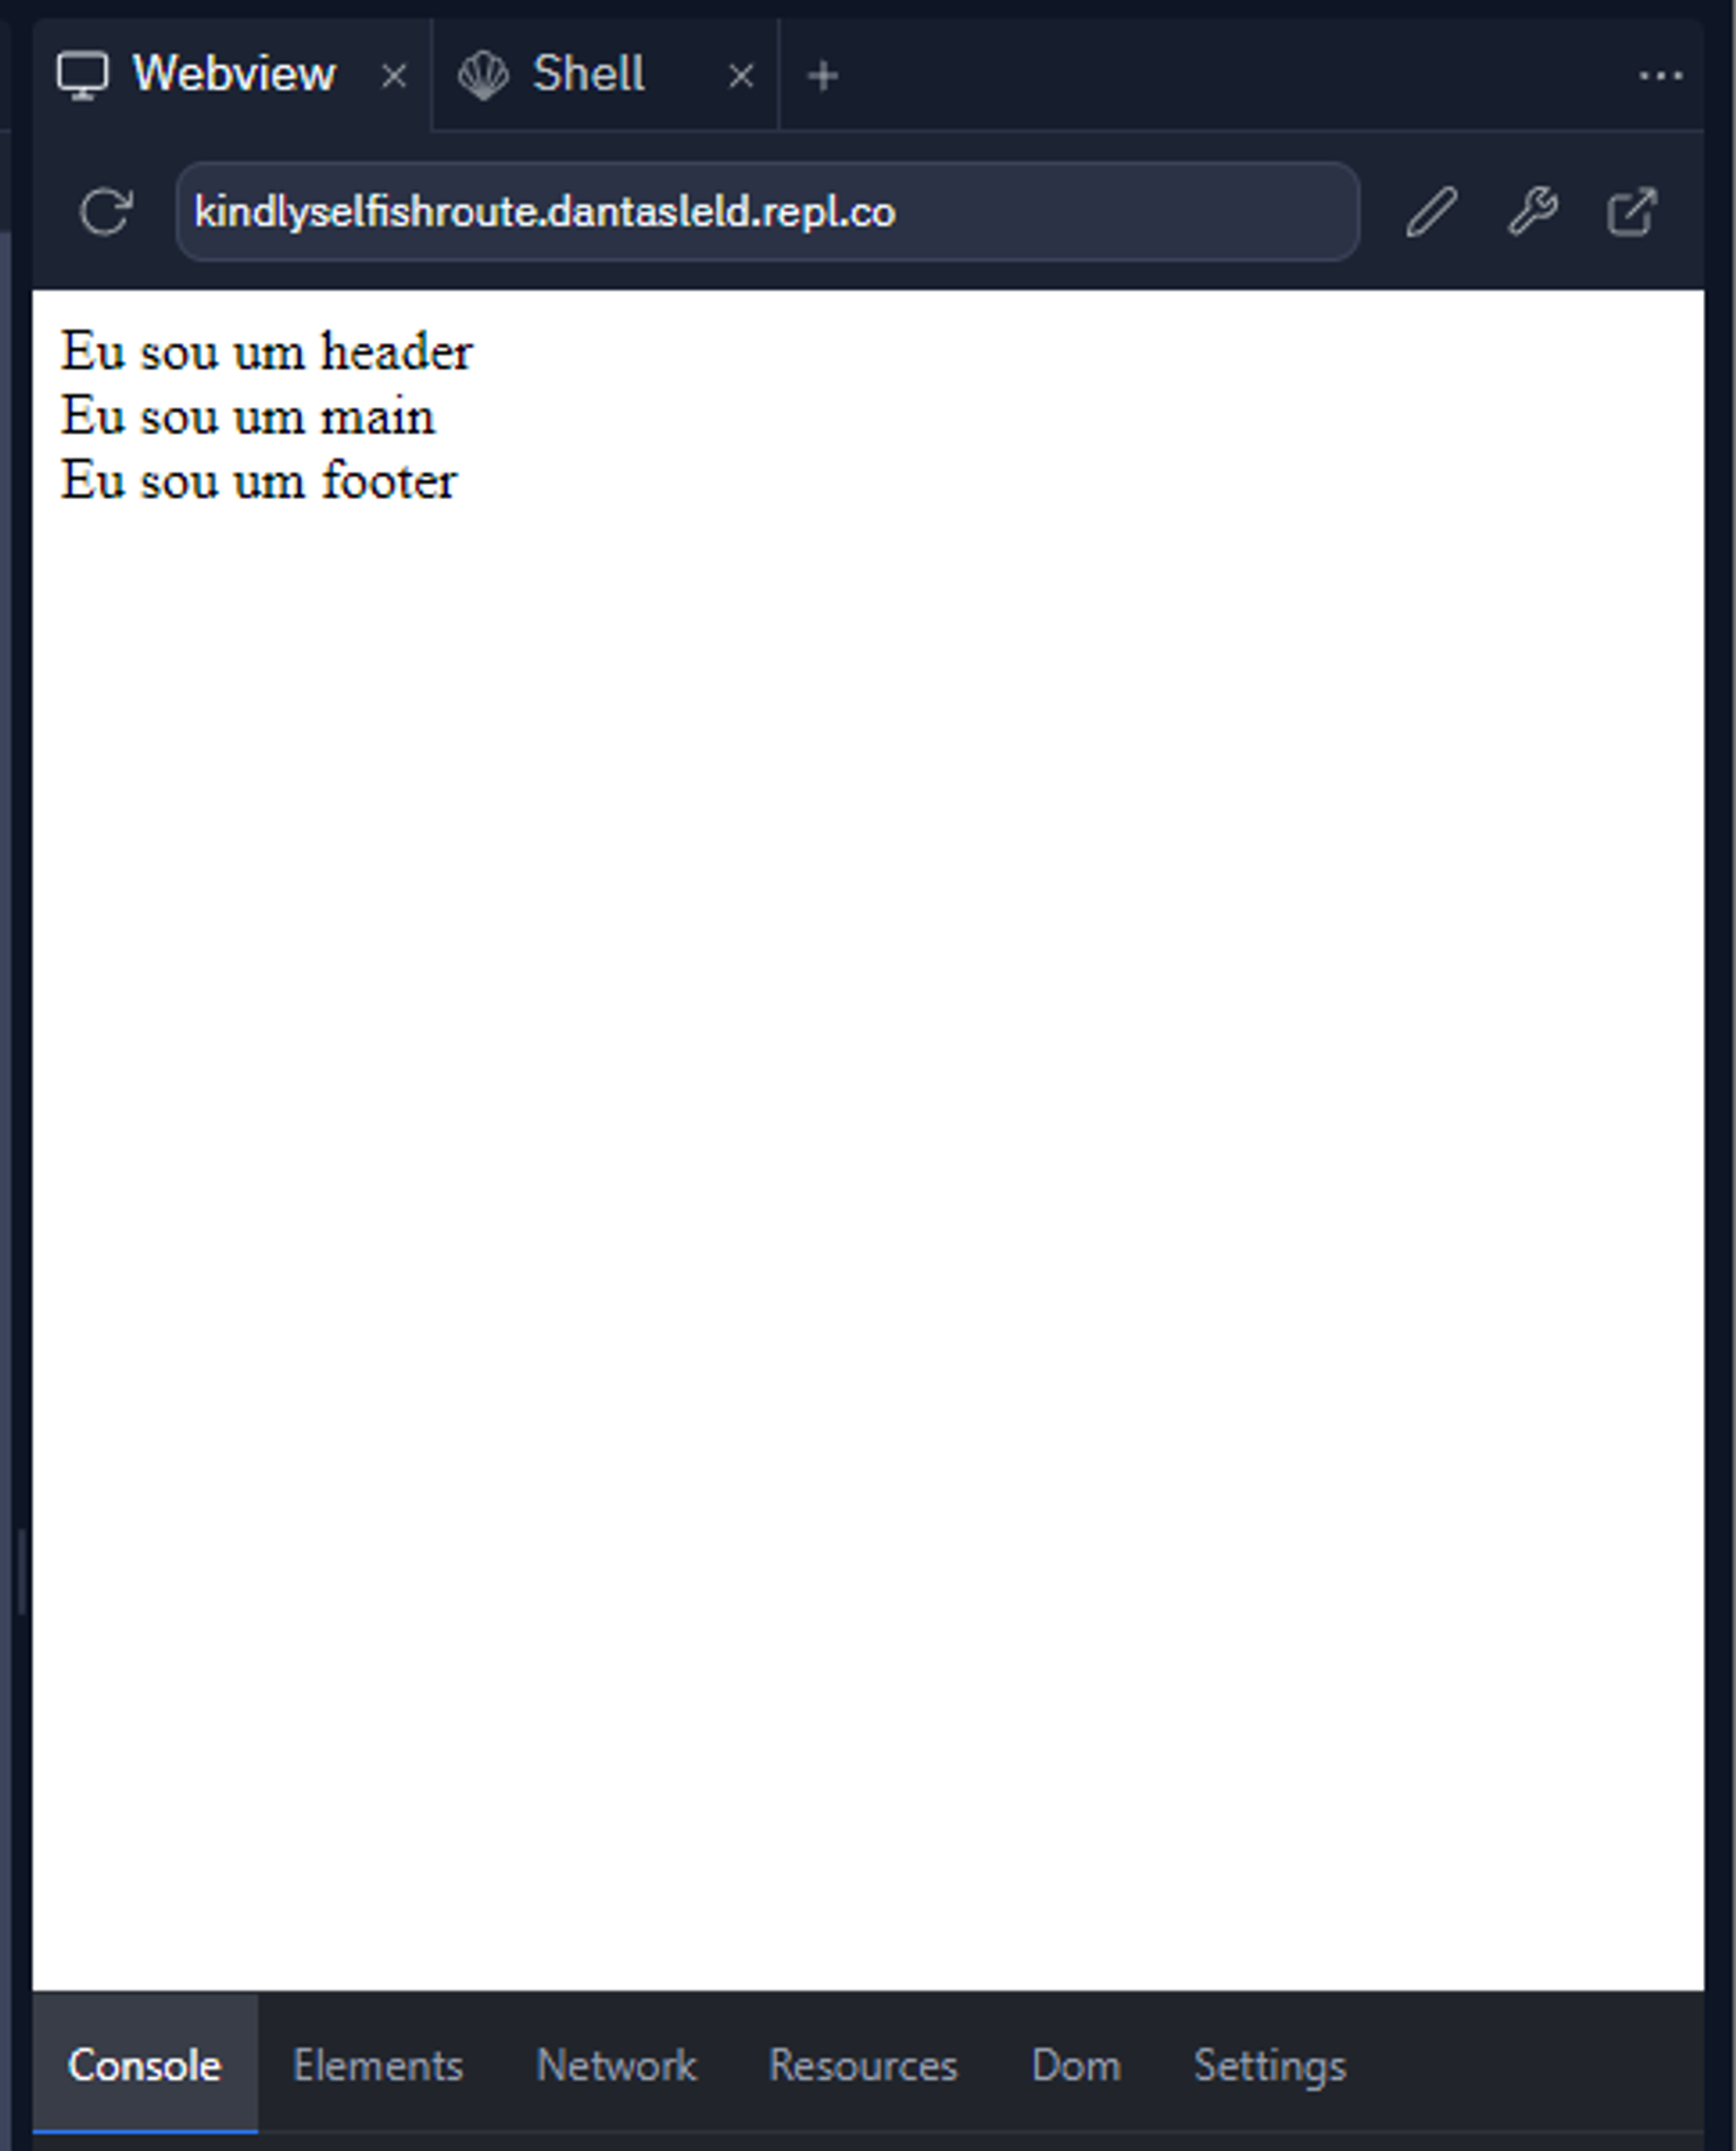 Webview
Shell
kindlyselfishroute.dantasleld.repl.co
Eu sou um header
Eu sou um main
Eu sou um footer
Console Elements Network Resources Dom Settings